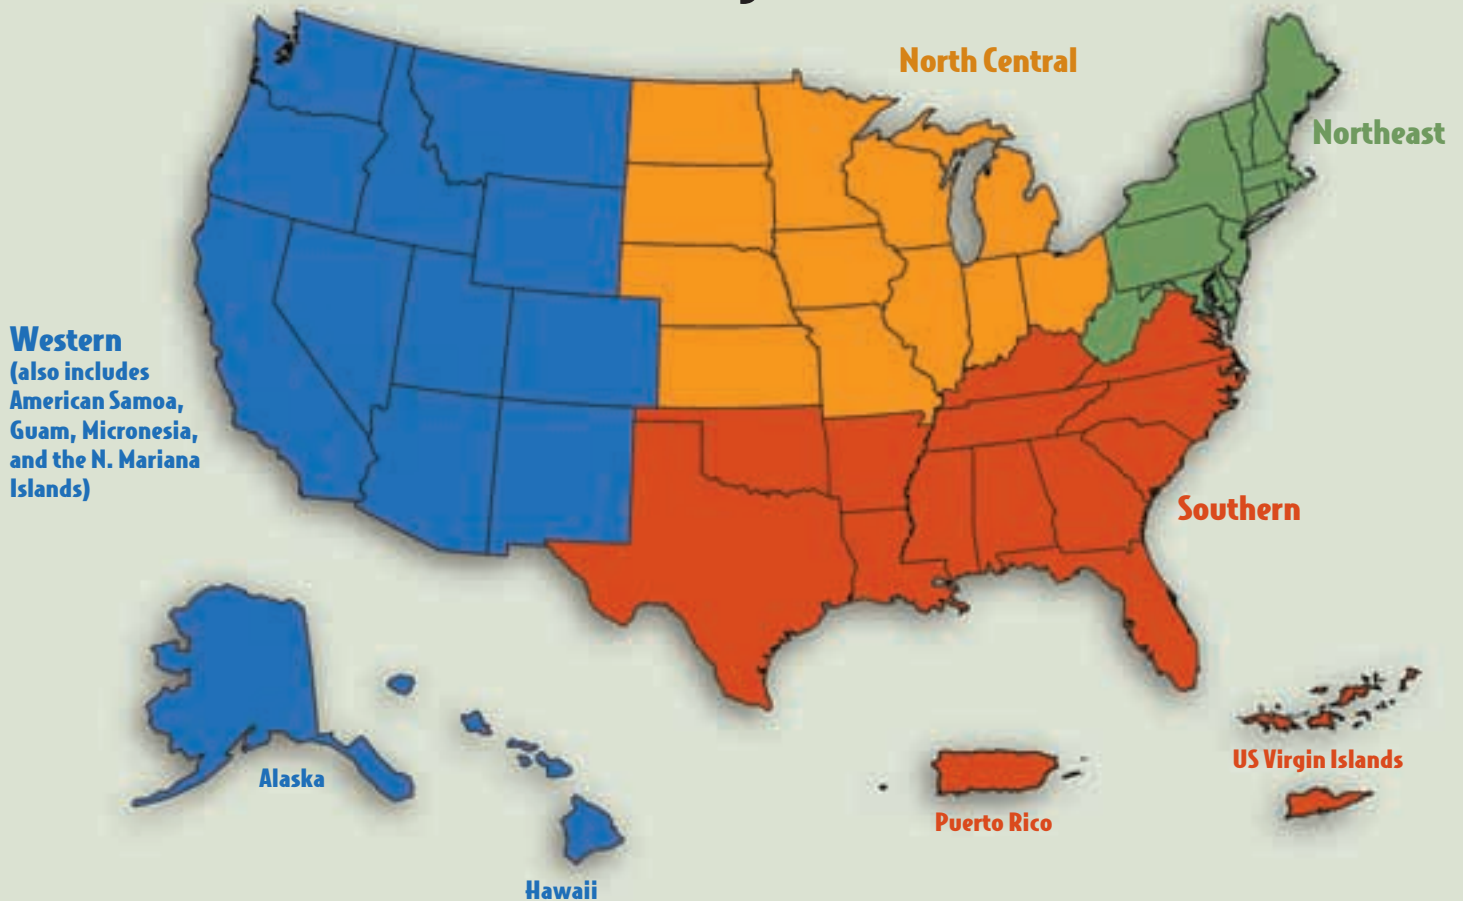 North Central
Northeast
Western
(also includes
American Samoa,
Guam, Micronesia,
and the N. Mariana
Islands)
Southern
Alaska
Hawaii
Puerto Rico
US Virgin Islands